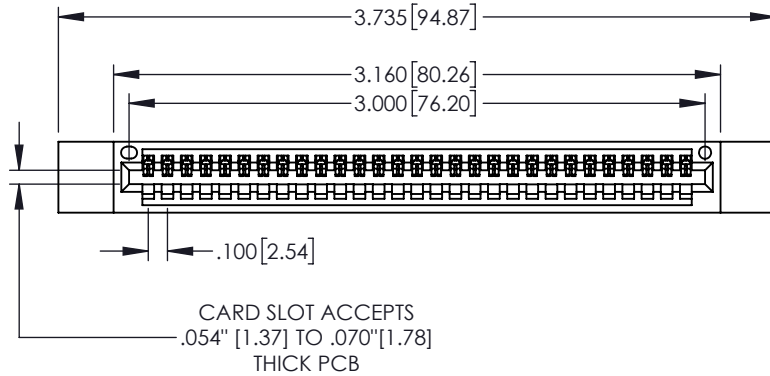 3.735[94.87]
3.160[80.26]
3.000[76.20]
.100[2.54]
CARD SLOT ACCEPTS
.054" [1.37] TO .070"[1.78]
THICK PCB